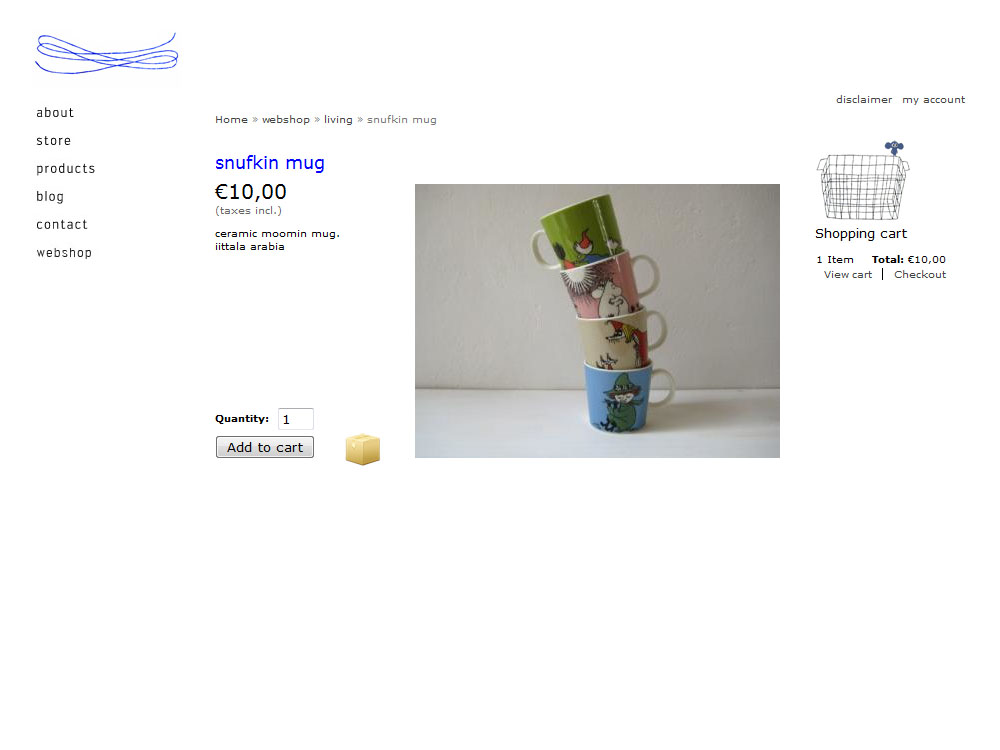 disclaimer my account
about
store
products
blog
contact
webshop
Home » webshop » living » snufkin mug
snufkin mug
€10,00
(taxes incl.)
ceramic moomin mug.
iittala arabia
Quantity: 1
Add to cart
Shopping cart
1 Item Total: €10,00
View cart | Checkout